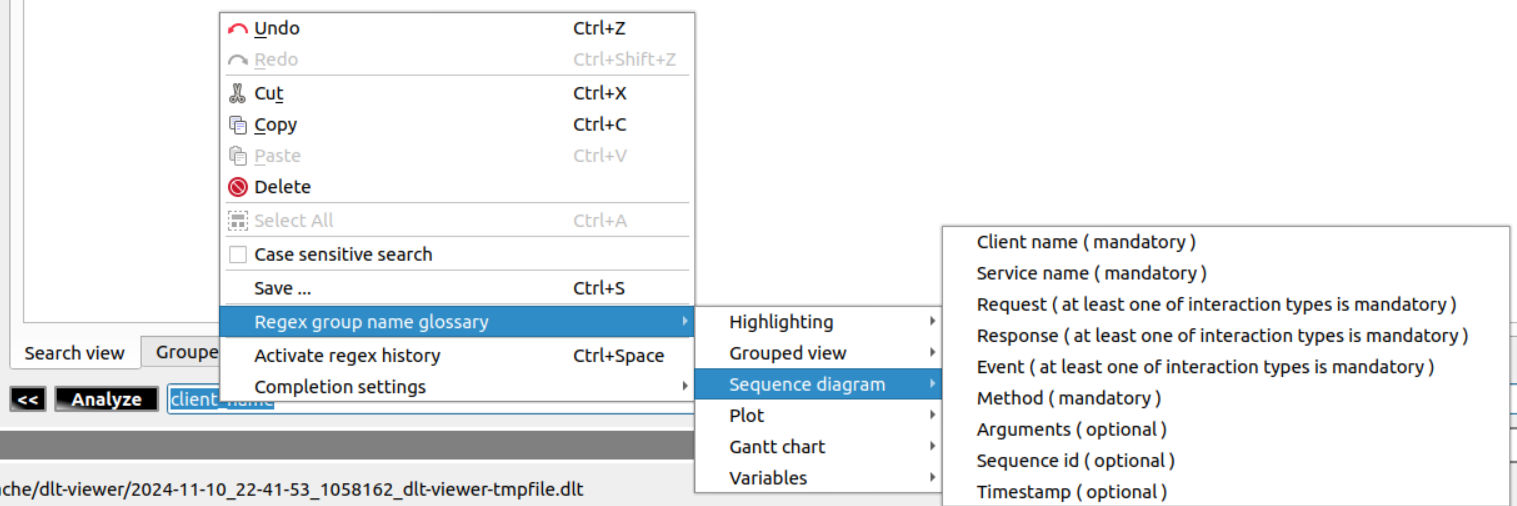 Undo Ctrl+Z
Redo Ctrl+Shift+Z
Cut Ctrl+X
Copy Ctrl+C
Paste Ctrl+V
Delete
Select All Ctrl+A
Case sensitive search
Save ... Ctrl+S
Regex group name glossary
Activate regex history Ctrl+Space
Completion settings
Highlighting
Grouped view
Sequence diagram
Plot
Gantt chart
Variables
Client name ( mandatory )
Service name ( mandatory )
Request ( at least one of interaction types is mandatory )
Response ( at least one of interaction types is mandatory )
Event ( at least one of interaction types is mandatory )
Method ( mandatory )
Arguments ( optional )
Sequence id ( optional )
Timestamp ( optional )
Search view Groupe
<< Analyze client_name
che/dlt-viewer/2024-11-10_22-41-53_1058162_dlt-viewer-tmpfile.dlt